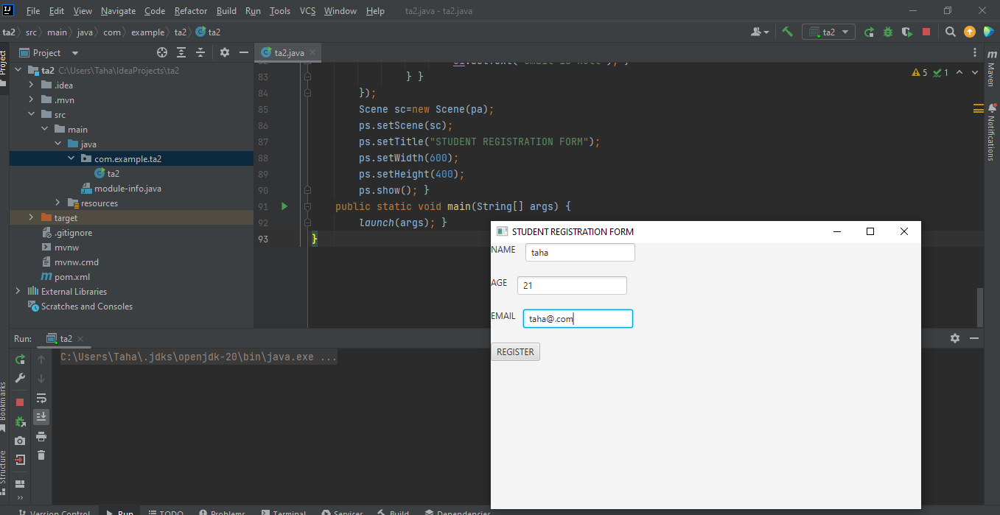 File Edit View Navigate Code Refactor Build Run Tools VCS Window Help ta2.java - ta2.java
ta2 src main java com example ta2 ta2
ta2
Project
Project
ta2.java
ta2 C:\Users\Taha\IdeaProjects\ta2
.idea
.mvn
src
main
java
com.example.ta2
ta2
module-info.java
resources
target
.gitignore
mvnw
mvnw.cmd
pom.xml
External Libraries
Scratches and Consoles
83 } }
84 });
85 Scene sc=new Scene(pa);
86 ps.setScene(sc);
87 ps.setTitle("STUDENT REGISTRATION FORM");
88 ps.setWidth(600);
89 ps.setHeight(400);
90 ps.show(); }
91 public static void main(String[] args) {
92 launch(args); }
93 }
5 1
Maven
Notifications
STUDENT REGISTRATION FORM
NAME taha
AGE 21
EMAIL taha@.com
REGISTER
Run: ta2
C:\Users\Taha\.jdks\openjdk-20\bin\java.exe ...
Bookmarks
Structure
Version Control Run TODO Problems Terminal Services Build Dependencies